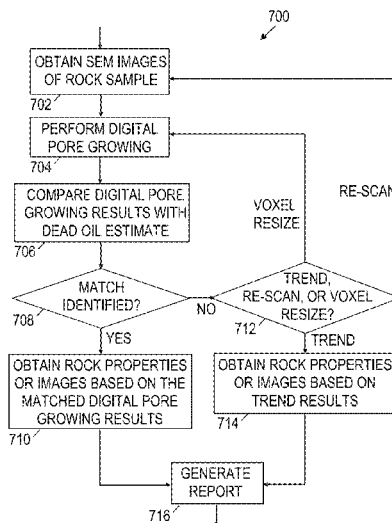 700
OBTAIN SEM IMAGES
OF ROCK SAMPLE
702
PERFORM DIGITAL
PORE GROWING
704
COMPARE DIGITAL PORE
GROWING RESULTS WITH
DEAD OIL ESTIMATE
706
VOXEL
RESIZE
RE-SCAN
MATCH
IDENTIFIED?
708
NO
YES
TREND,
RE-SCAN, OR VOXEL
RESIZE?
712
TREND
OBTAIN ROCK PROPERTIES
OR IMAGES BASED ON THE
MATCHED DIGITAL PORE
GROWING RESULTS
710
OBTAIN ROCK PROPERTIES
OR IMAGES BASED ON
TREND RESULTS
714
GENERATE
REPORT
716